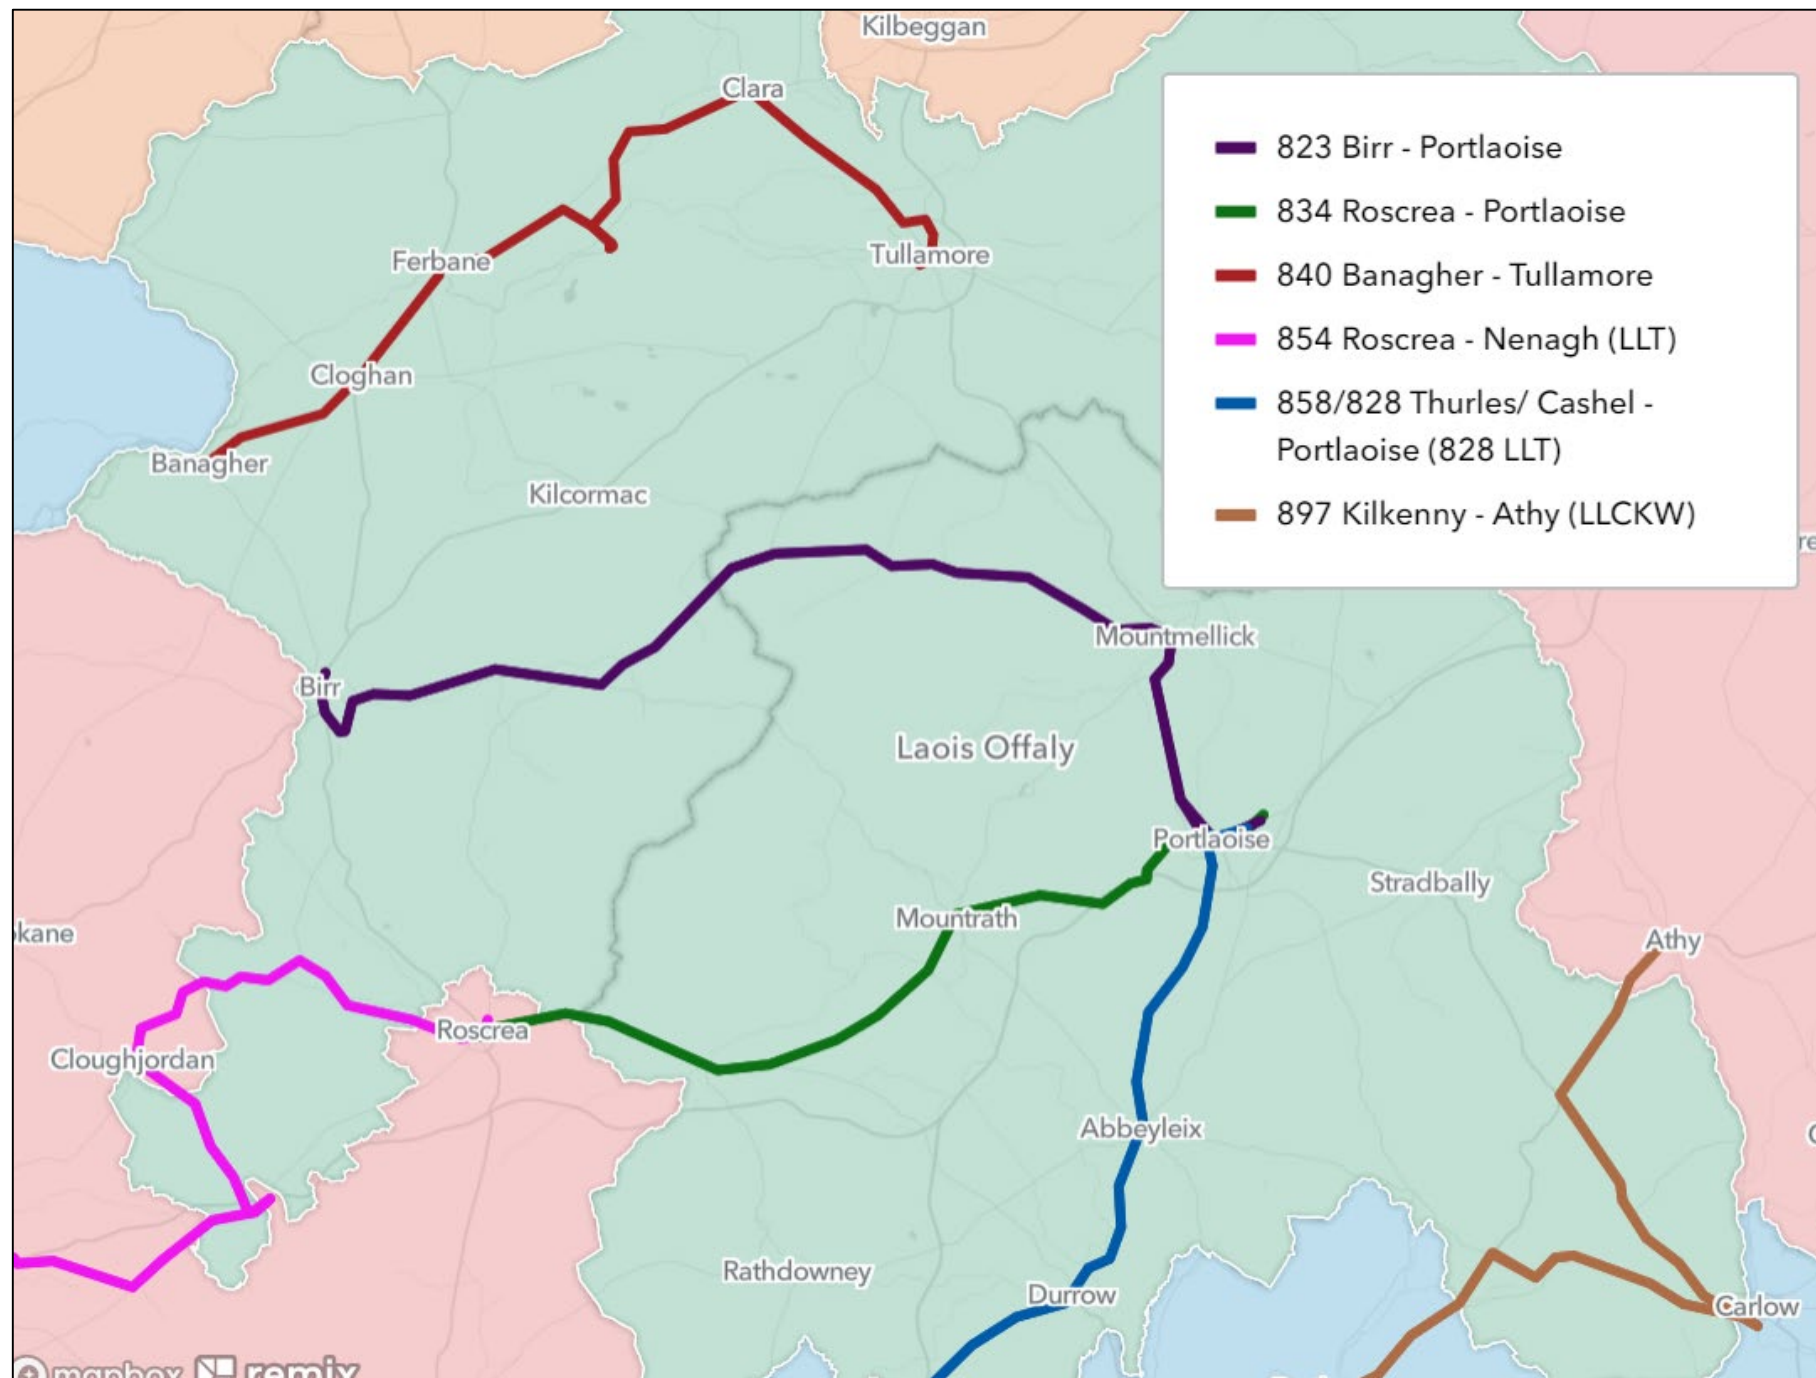 Kilbeggan
Clara
823 Birr - Portlaoise
834 Roscrea - Portlaoise
Ferbane
Tullamore
840 Banagher - Tullamore
854 Roscrea - Nenagh (LLT)
Cloghan
858/828 Thurles/ Cashel -
Portlaoise (828 LLT)
Banagher
Kilcormac
897 Kilkenny - Athy (LLCKW)
Mountmellick
Birr
Laois Offaly
Portlaoise
Stradbally
Mountrath
okane
Athy
Roscrea
Cloughjordan
Abbeyleix
Rathdowney
Durrow
Carlow
mapbox remix